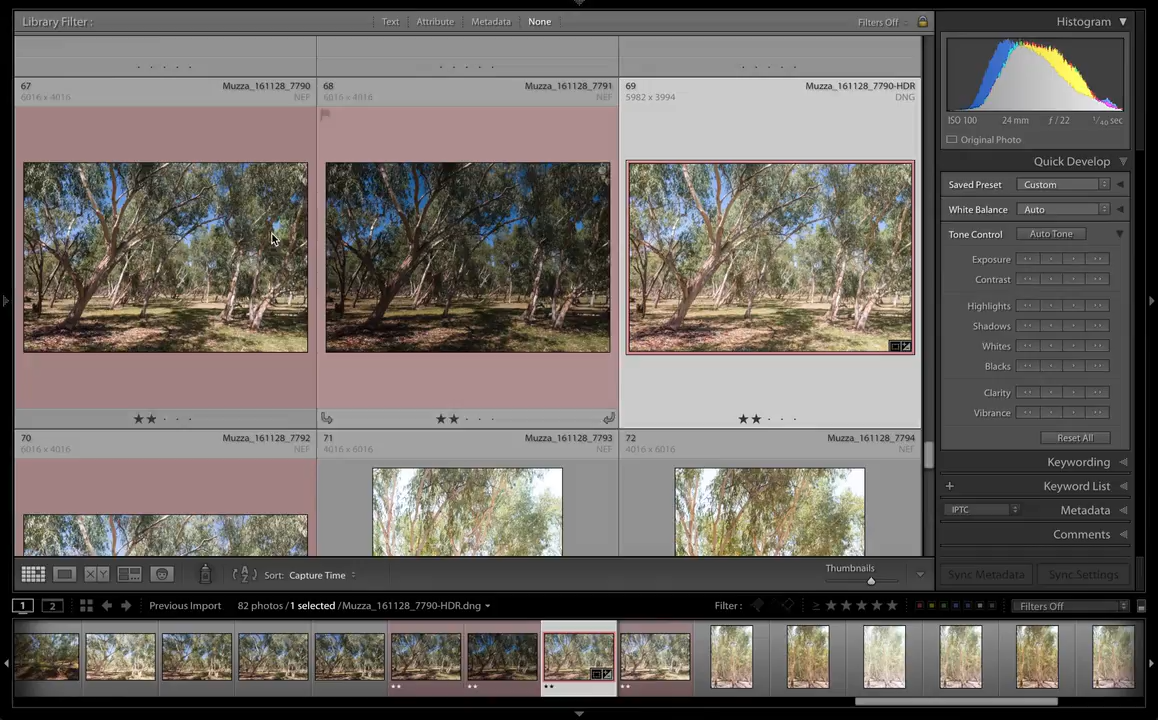 Library Filter : Text Attribute Metadata None Filters Off
Histogram
ISO 100 24 mm ƒ / 22 1/40 sec
Original Photo
Quick Develop
Saved Preset Custom
White Balance Auto
Tone Control Auto Tone
Exposure
Contrast
Highlights
Shadows
Whites
Blacks
Clarity
Vibrance
Reset All
Keywording
+ Keyword List
IPTC Metadata
Comments
Sync Metadata Sync Settings
67 Muzza_161128_7790
6016 x 4016 NEF
68 Muzza_161128_7791
6016 x 4016 NEF
69 Muzza_161128_7790-HDR
5982 x 3994 DNG
70 Muzza_161128_7792
6016 x 4016 NEF
71 Muzza_161128_7793
4016 x 6016 NEF
72 Muzza_161128_7794
4016 x 6016 NEF
XY Sort: Capture Time Thumbnails
1 2 Previous Import 82 photos / 1 selected / Muzza_161128_7790-HDR.dng Filter : ≥ Filters Off